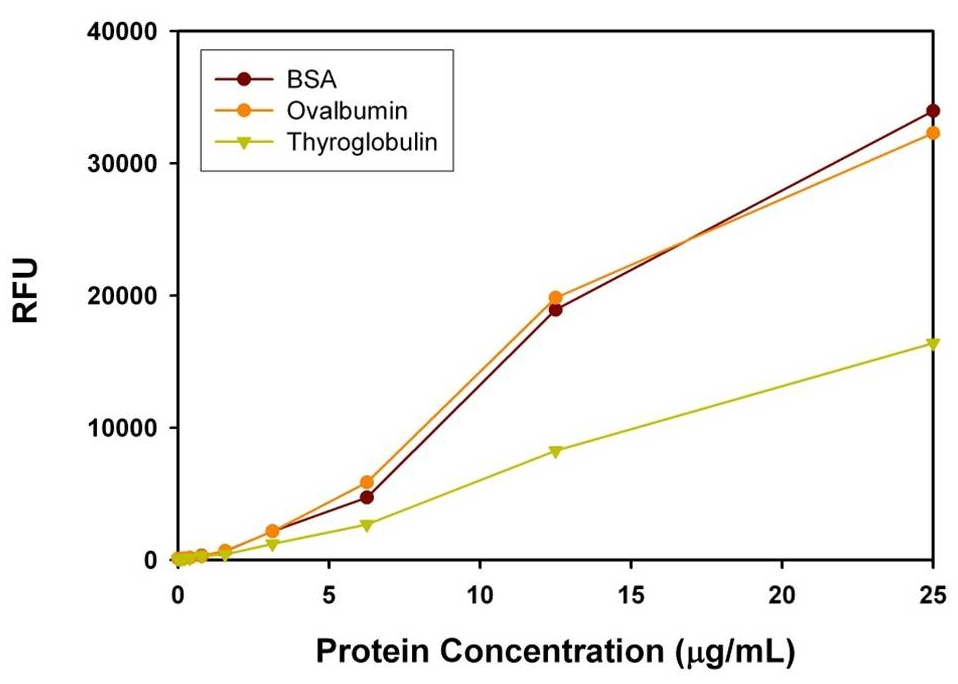 40000
30000
20000
10000
0
RFU
BSA
Ovalbumin
Thyroglobulin
0 5 10 15 20 25
Protein Concentration (μg/mL)